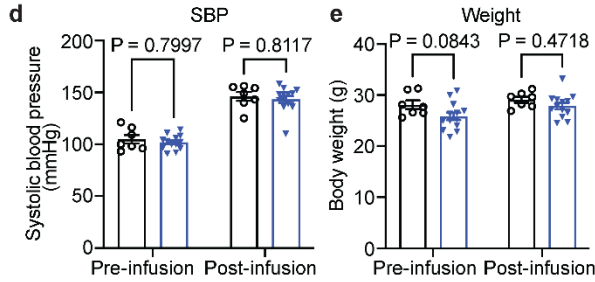 d
SBP
P = 0.7997
P = 0.8117
Systolic blood pressure
(mmHg)
200
150
100
50
0
Pre-infusion
Post-infusion
e
Weight
P = 0.0843
P = 0.4718
Body weight (g)
40
30
20
10
0
Pre-infusion
Post-infusion